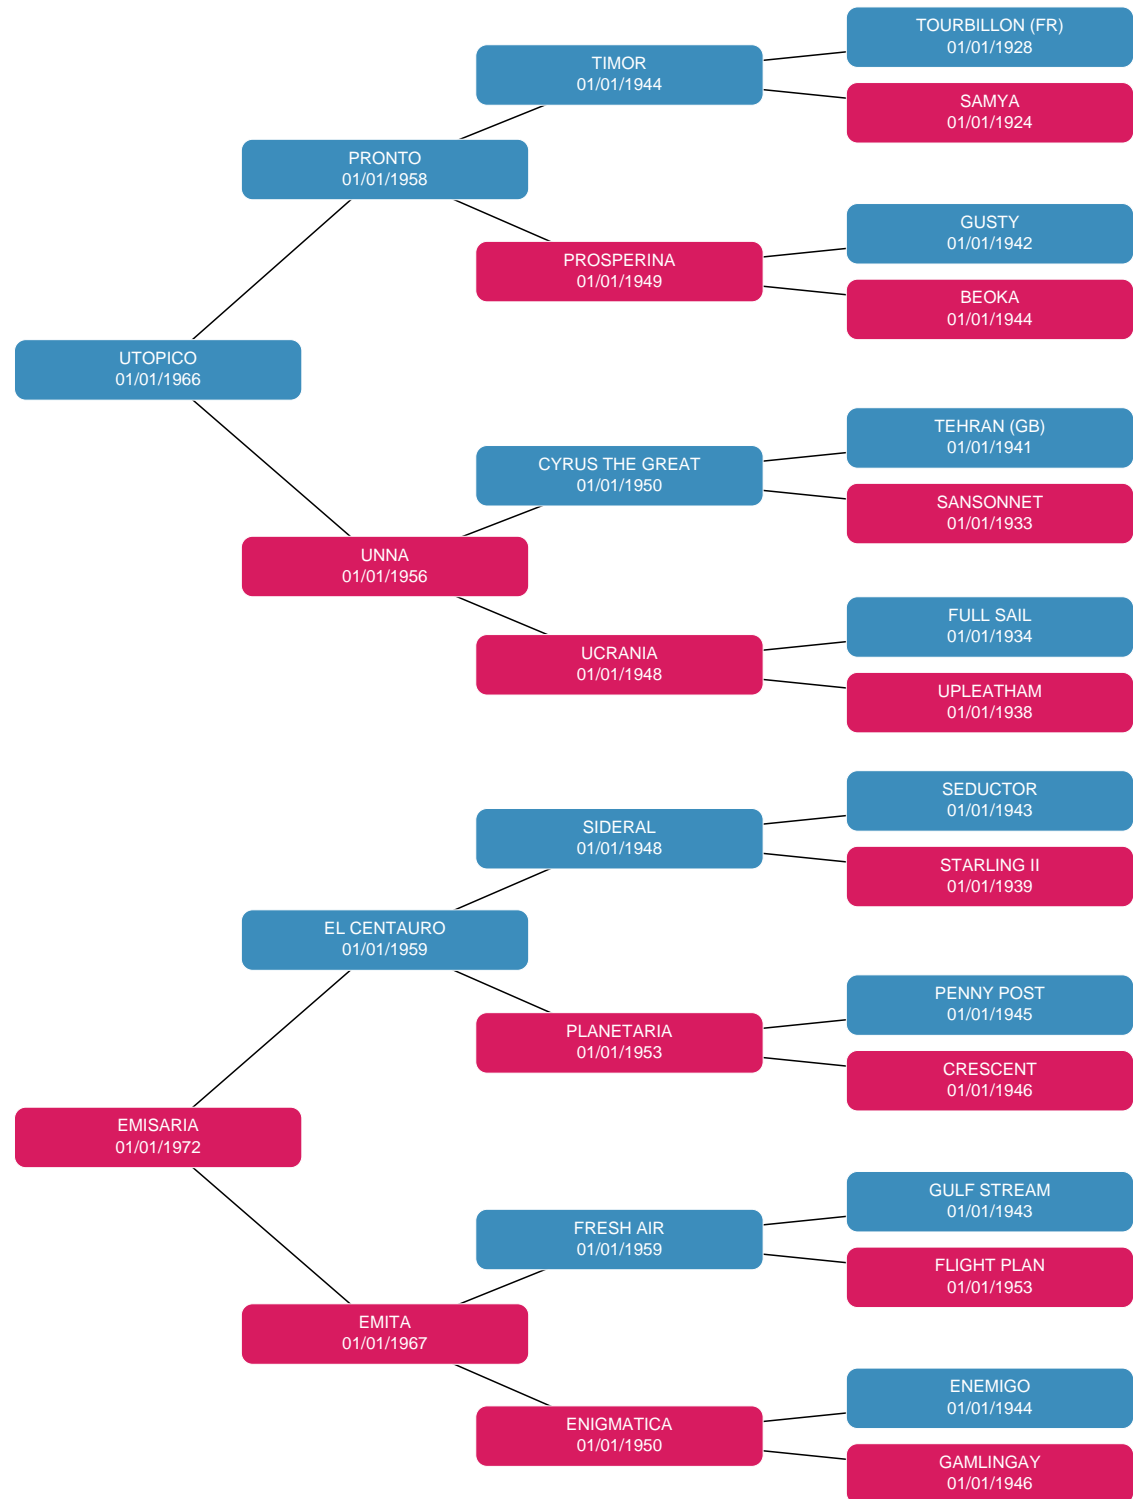 TOURBILLON (FR)
01/01/1928
TIMOR
01/01/1944
SAMYA
01/01/1924
PRONTO
01/01/1958
GUSTY
01/01/1942
PROSPERINA
01/01/1949
BEOKA
01/01/1944
UTOPICO
01/01/1966
TEHRAN (GB)
01/01/1941
CYRUS THE GREAT
01/01/1950
SANSONNET
01/01/1933
UNNA
01/01/1956
FULL SAIL
01/01/1934
UCRANIA
01/01/1948
UPLEATHAM
01/01/1938
SEDUCTOR
01/01/1943
SIDERAL
01/01/1948
STARLING II
01/01/1939
EL CENTAURO
01/01/1959
PENNY POST
01/01/1945
PLANETARIA
01/01/1953
CRESCENT
01/01/1946
EMISARIA
01/01/1972
GULF STREAM
01/01/1943
FRESH AIR
01/01/1959
FLIGHT PLAN
01/01/1953
EMITA
01/01/1967
ENEMIGO
01/01/1944
ENIGMATICA
01/01/1950
GAMLINGAY
01/01/1946